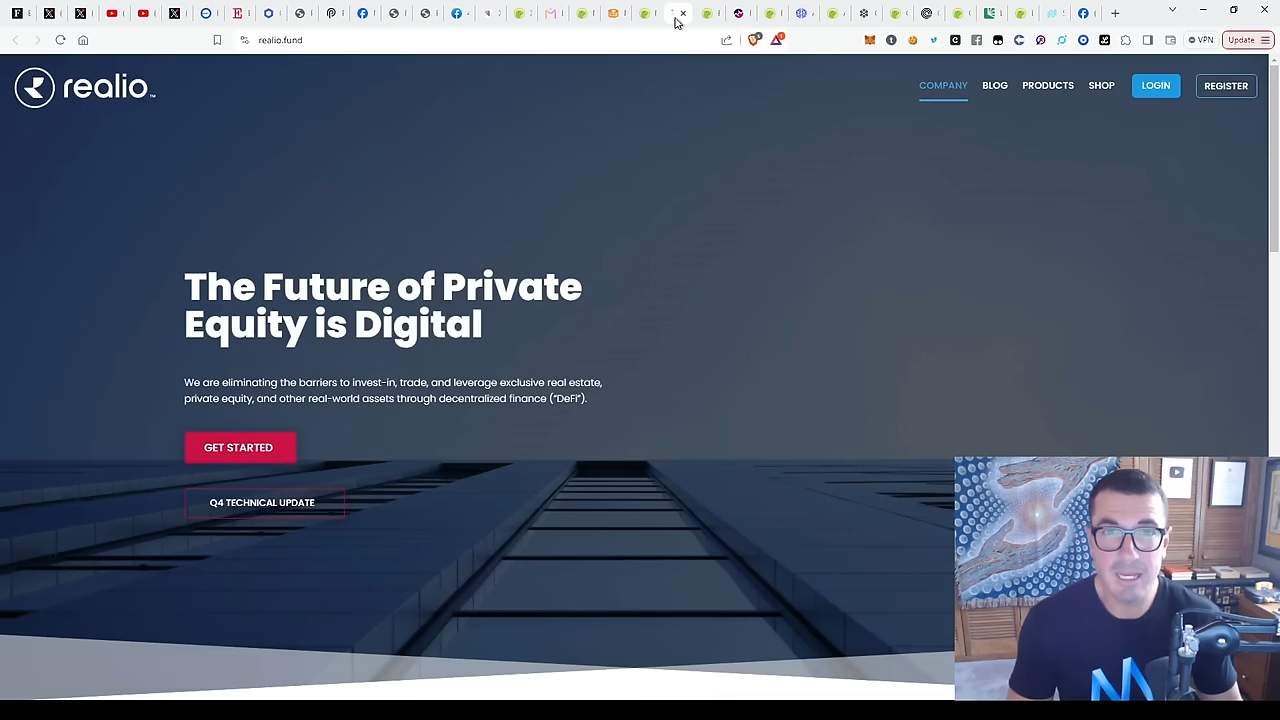 Update
VPN
realio.fund
realio
COMPANY
BLOG
PRODUCTS
SHOP
LOGIN
REGISTER
The Future of Private
Equity is Digital
We are eliminating the barriers to invest-in, trade, and leverage exclusive real estate,
private equity, and other real-world assets through decentralized finance ("DeFi").
GET STARTED
Q4 TECHNICAL UPDATE